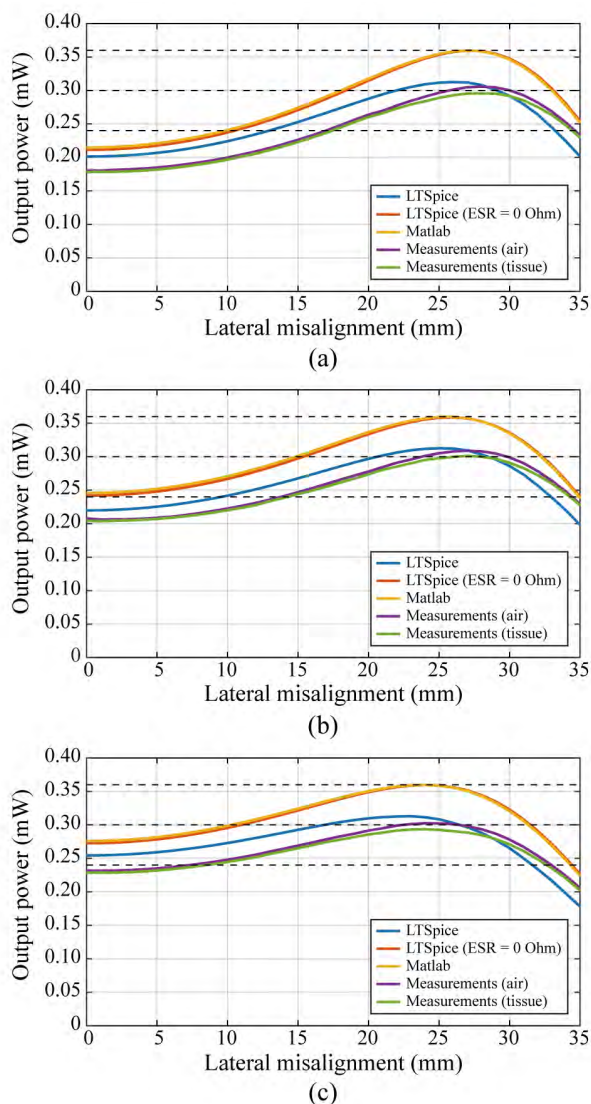 0.40
0.35
0.30
0.25
0.20
0.15
0.10
0.05
0
Output power (mW)
LTSpice
LTSpice (ESR = 0 Ohm)
Matlab
Measurements (air)
Measurements (tissue)
0 5 10 15 20 25 30 35
Lateral misalignment (mm)
(a)
0.40
0.35
0.30
0.25
0.20
0.15
0.10
0.05
0
Output power (mW)
LTSpice
LTSpice (ESR = 0 Ohm)
Matlab
Measurements (air)
Measurements (tissue)
0 5 10 15 20 25 30 35
Lateral misalignment (mm)
(b)
0.40
0.35
0.30
0.25
0.20
0.15
0.10
0.05
0
Output power (mW)
LTSpice
LTSpice (ESR = 0 Ohm)
Matlab
Measurements (air)
Measurements (tissue)
0 5 10 15 20 25 30 35
Lateral misalignment (mm)
(c)